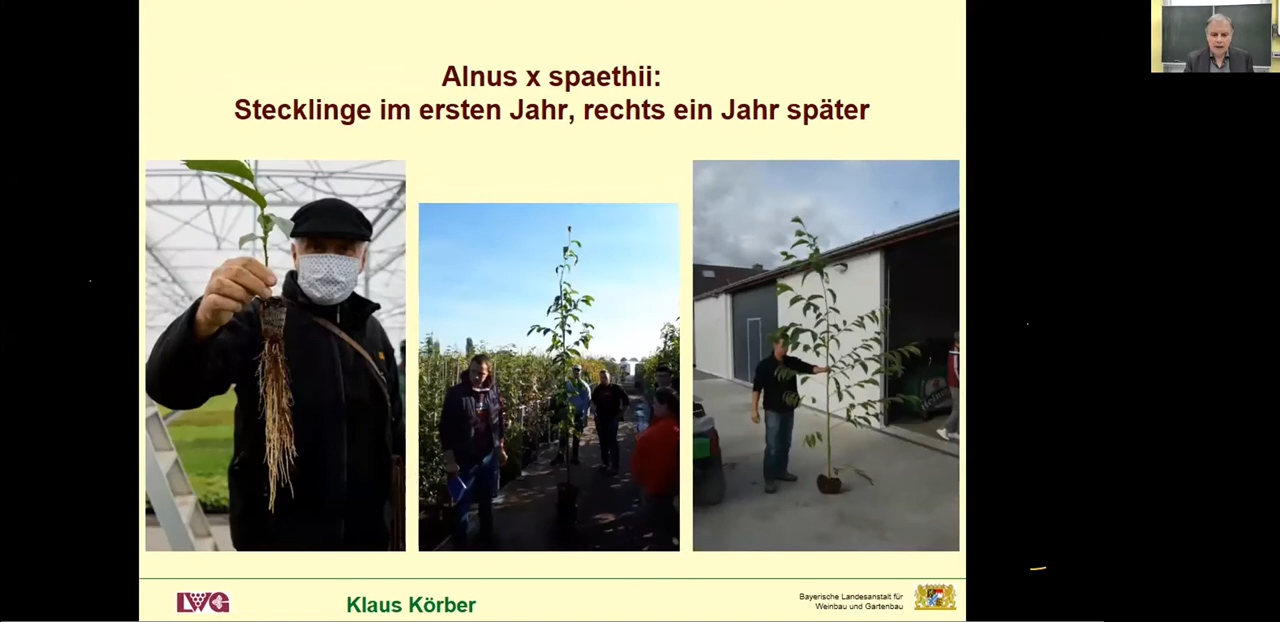 Alnus x spaethii:
Stecklinge im ersten Jahr, rechts ein Jahr später
LWG
Klaus Körber
Bayerische Landesanstalt für
Weinbau und Gartenbau